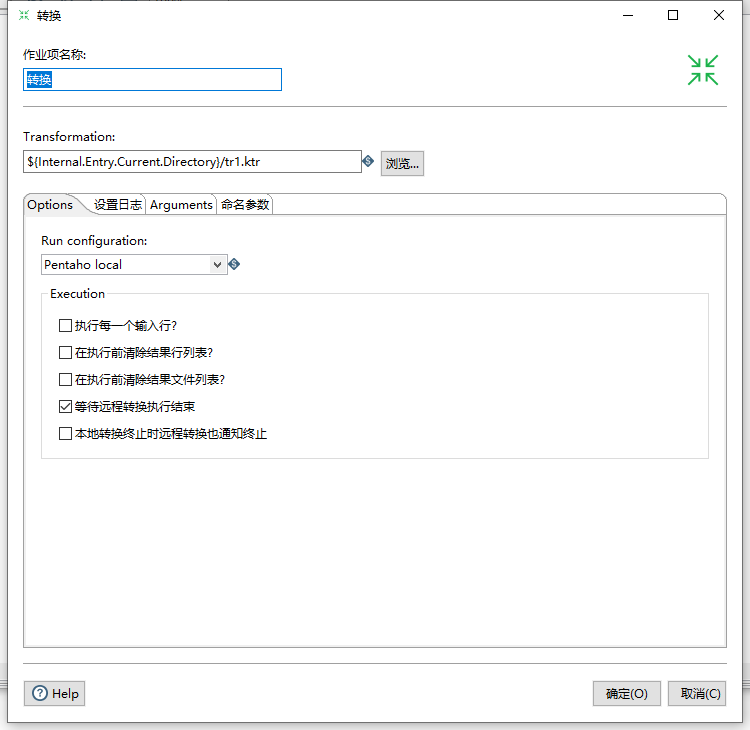 转换
作业项名称:
转换
Transformation:
${Internal.Entry.Current.Directory}/tr1.ktr
浏览...
Options 设置日志 Arguments 命名参数
Run configuration:
Pentaho local
Execution
执行每一个输入行?
在执行前清除结果行列表?
在执行前清除结果文件列表?
等待远程转换执行结束
本地转换终止时远程转换也通知终止
Help 确定(O) 取消(C)